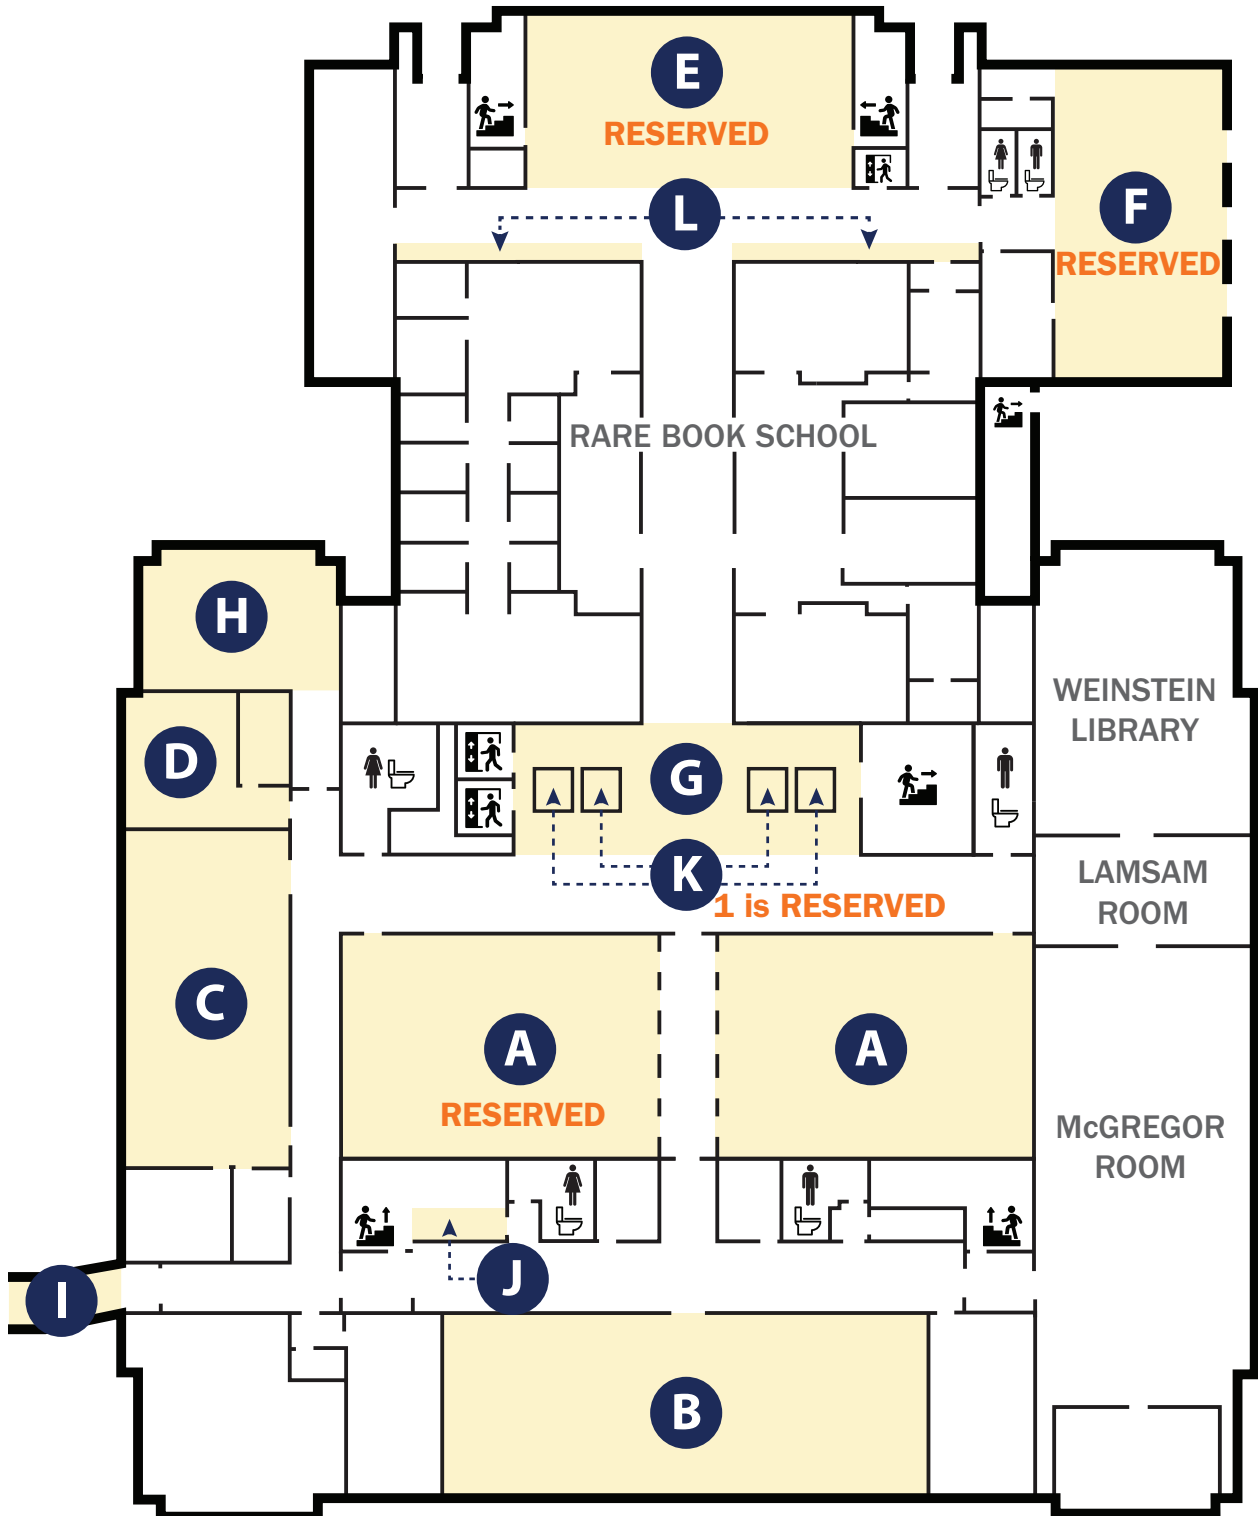 E
RESERVED
L
F
RESERVED
RARE BOOK SCHOOL
H
WEINSTEIN
LIBRARY
D
G
K
1 is RESERVED
LAMSAM
ROOM
C
A
RESERVED
A
McGREGOR
ROOM
J
I
B